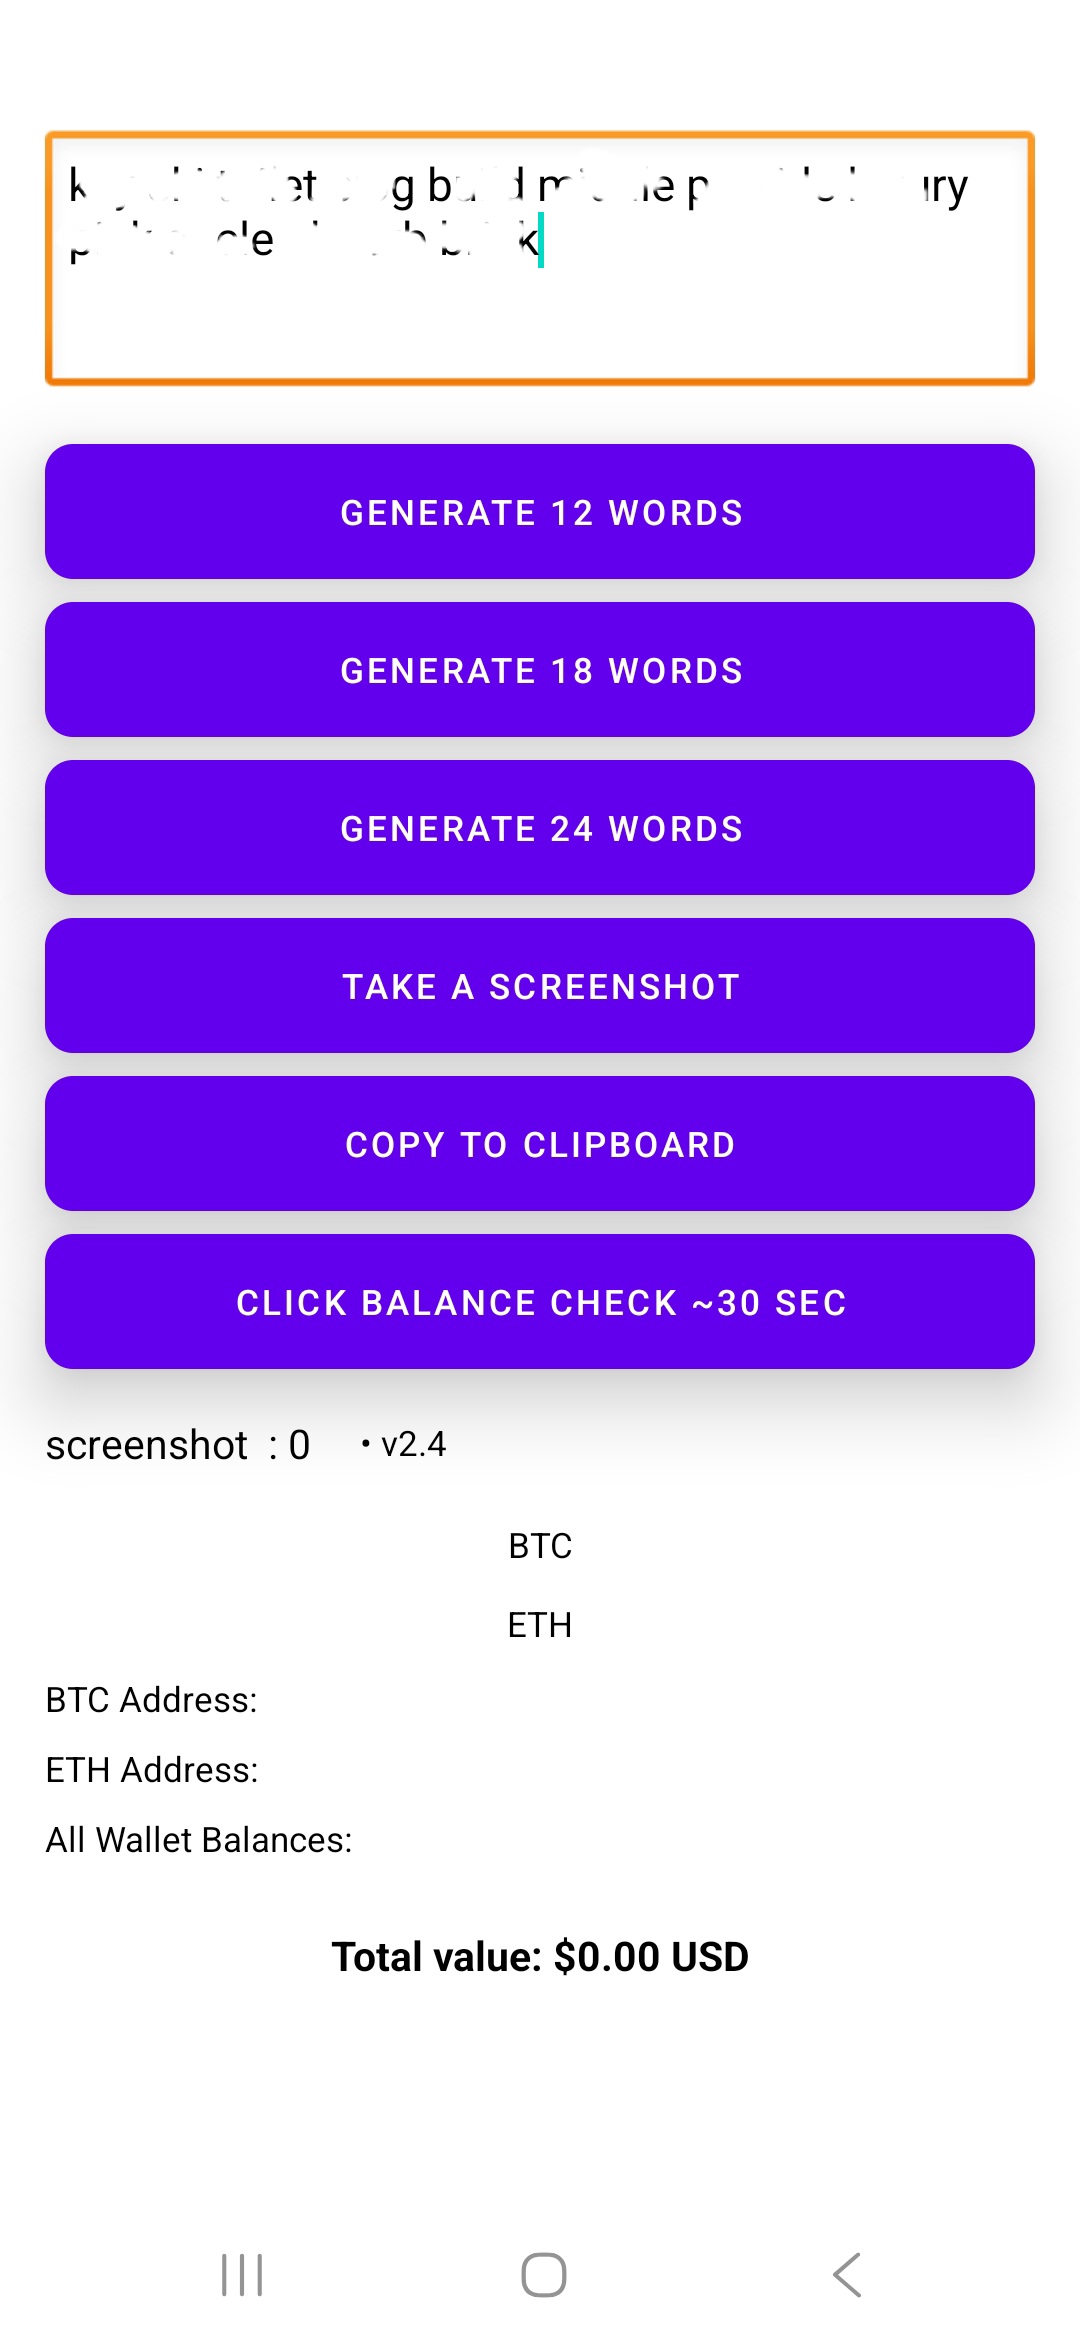 GENERATE 12 WORDS
GENERATE 18 WORDS
GENERATE 24 WORDS
TAKE A SCREENSHOT
COPY TO CLIPBOARD
CLICK BALANCE CHECK ~30 SEC
screenshot : 0 • v2.4
BTC
ETH
BTC Address:
ETH Address:
All Wallet Balances:
Total value: $0.00 USD